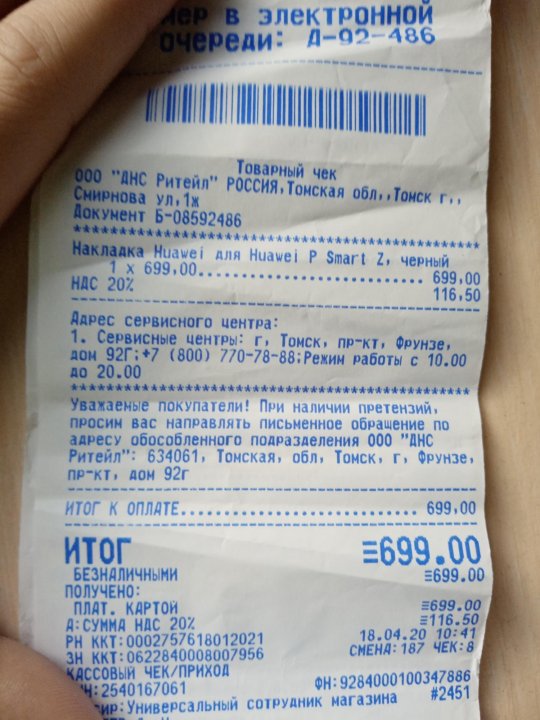 мер в электронной
очереди: Д-92-486
Товарный чек
ООО "ДНС Ритейл" РОССИЯ,Томская обл,,Томск г,,
Смирнова ул,1ж
Документ Б-08592486
************************************************
Накладка Huawei для Huawei P Smart Z, черный
1 x 699,00............................ 699,00
НДС 20% 116,50
Адрес сервисного центра:
1. Сервисные центры: г, Томск, пр-кт, Фрунзе,
дом 92Г;+7 (800) 770-78-88;Режим работы с 10.00
до 20.00
************************************************
Уважаемые покупатели! При наличии претензий,
просим вас направлять письменное обращение по
адресу обособленного подразделения ООО "ДНС
Ритейл": 634061, Томская, обл, Томск, г, Фрунзе,
пр-кт, дом 92г
ИТОГ К ОПЛАТЕ............................. 699,00
ИТОГ ≡699.00
БЕЗНАЛИЧНЫМИ ≡699.00
ПОЛУЧЕНО:
ПЛАТ. КАРТОЙ ≡699.00
А:СУММА НДС 20% ≡116.50
РН ККТ:0002757618012021 18.04.20 10:41
ЗН ККТ:0622840008007956 СМЕНА:187 ЧЕК:8
КАССОВЫЙ ЧЕК/ПРИХОД
ИНН:2540167061 ФН:9284000100347886
сир:Универсальный сотрудник магазина #2451